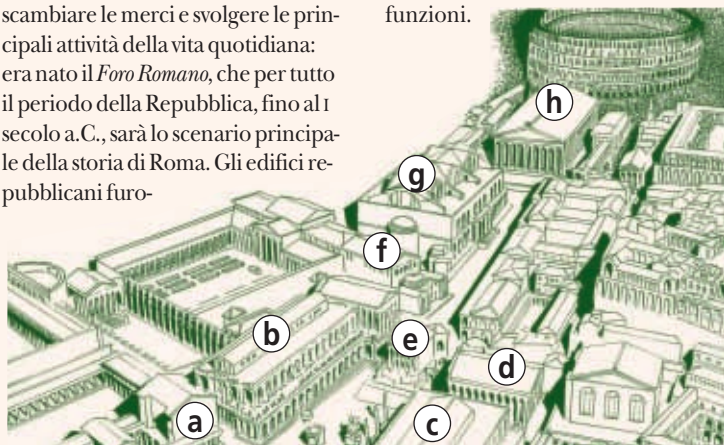 scambiare le merci e svolgere le prin-
cipali attività della vita quotidiana:
era nato il Foro Romano, che per tutto
il periodo della Repubblica, fino al I
secolo a.C., sarà lo scenario principa-
le della storia di Roma. Gli edifici re-
pubblicani furo-
funzioni.
h
g
f
b
e
d
a
c